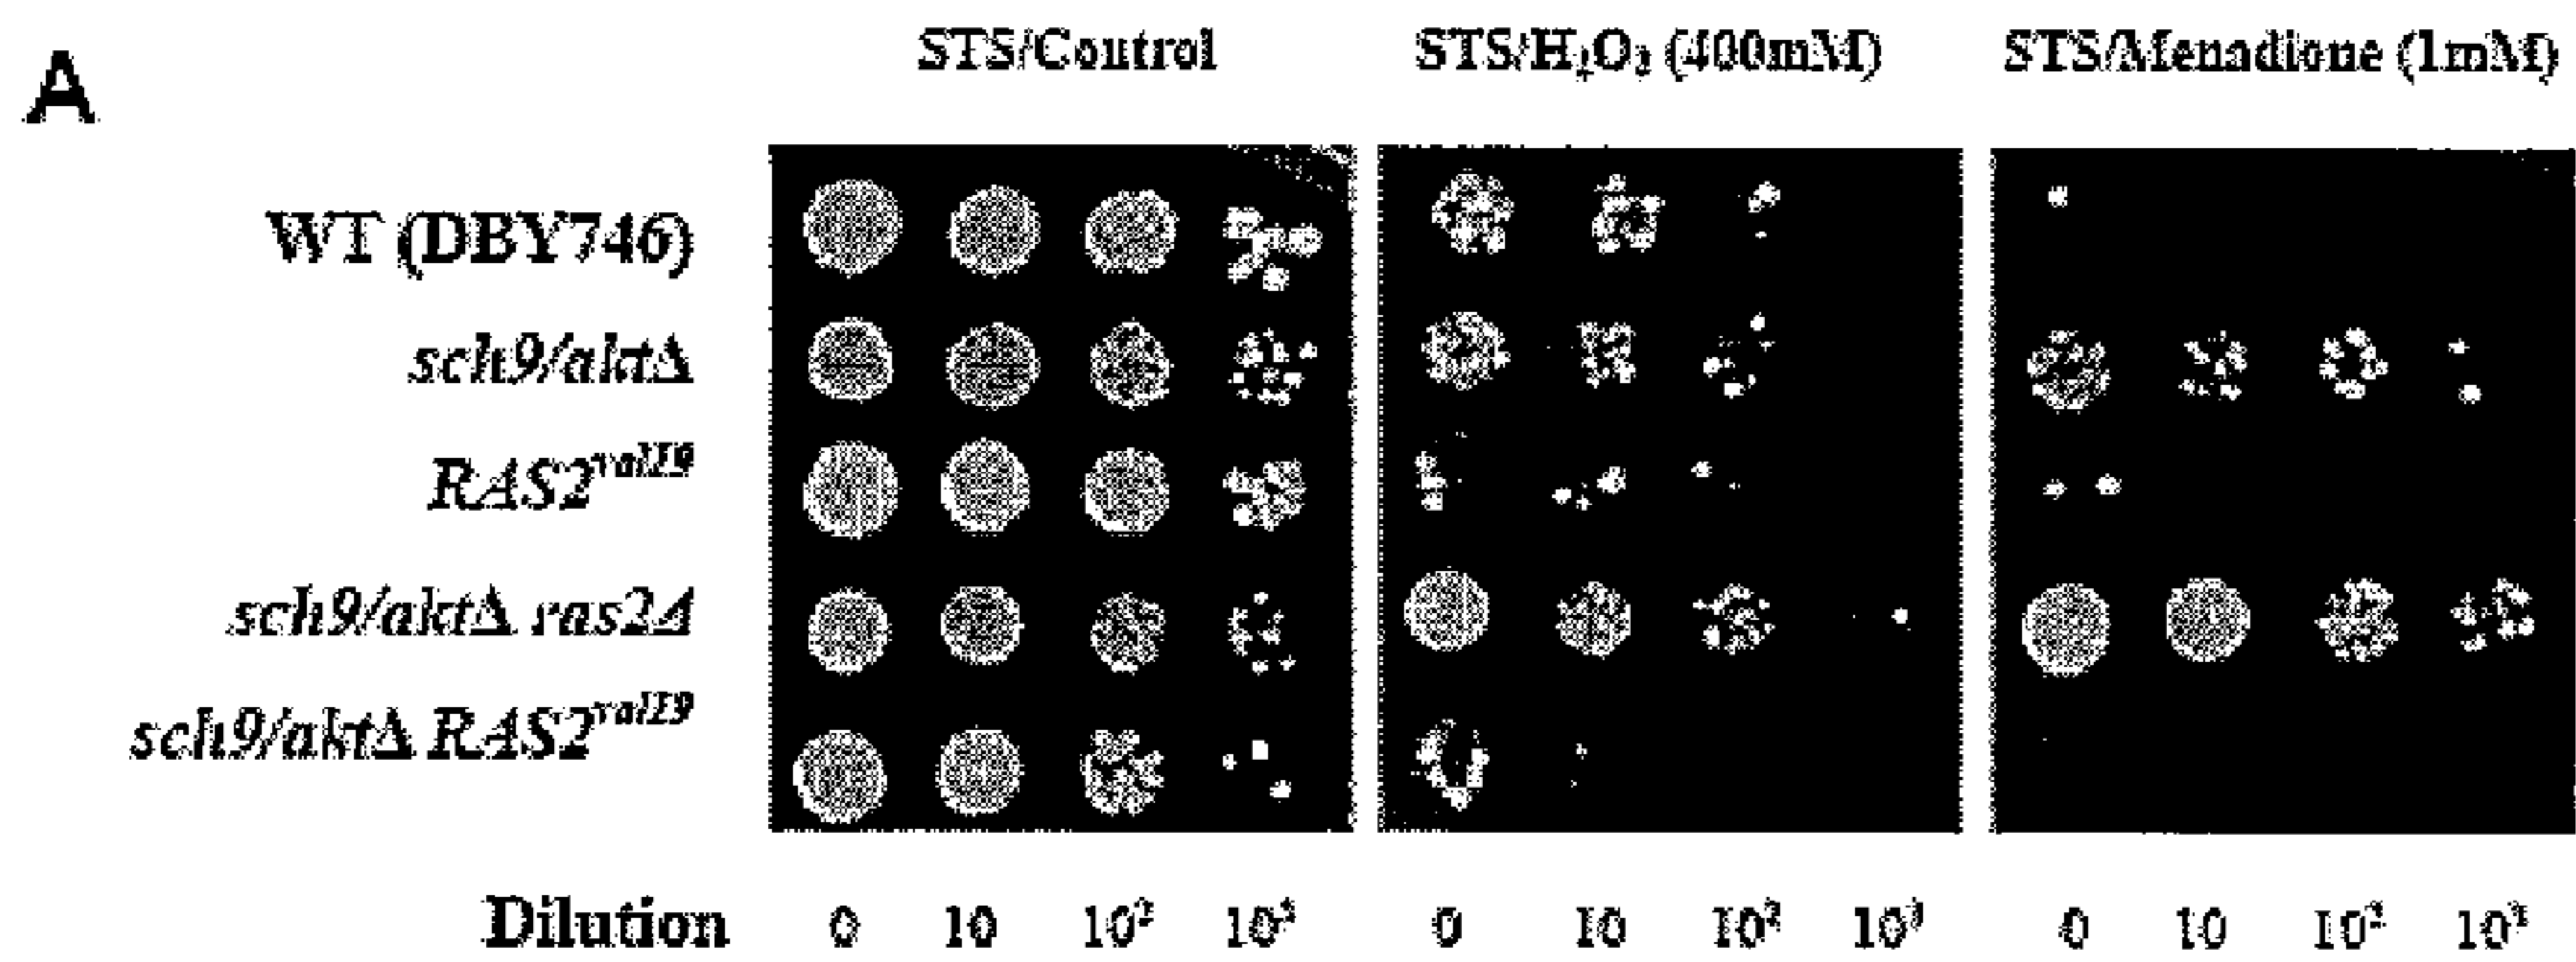 A
STS/Control STS/H₂O₂ (400mM) STS/Menadione (1mM)
WT (DBY746)
sch9/aktΔ
RAS2ᵛᵃˡ¹⁹
sch9/aktΔ ras2Δ
sch9/aktΔ RAS2ᵛᵃˡ¹⁹
Dilution 0 10 10² 10³ 0 10 10² 10³ 0 10 10² 10³